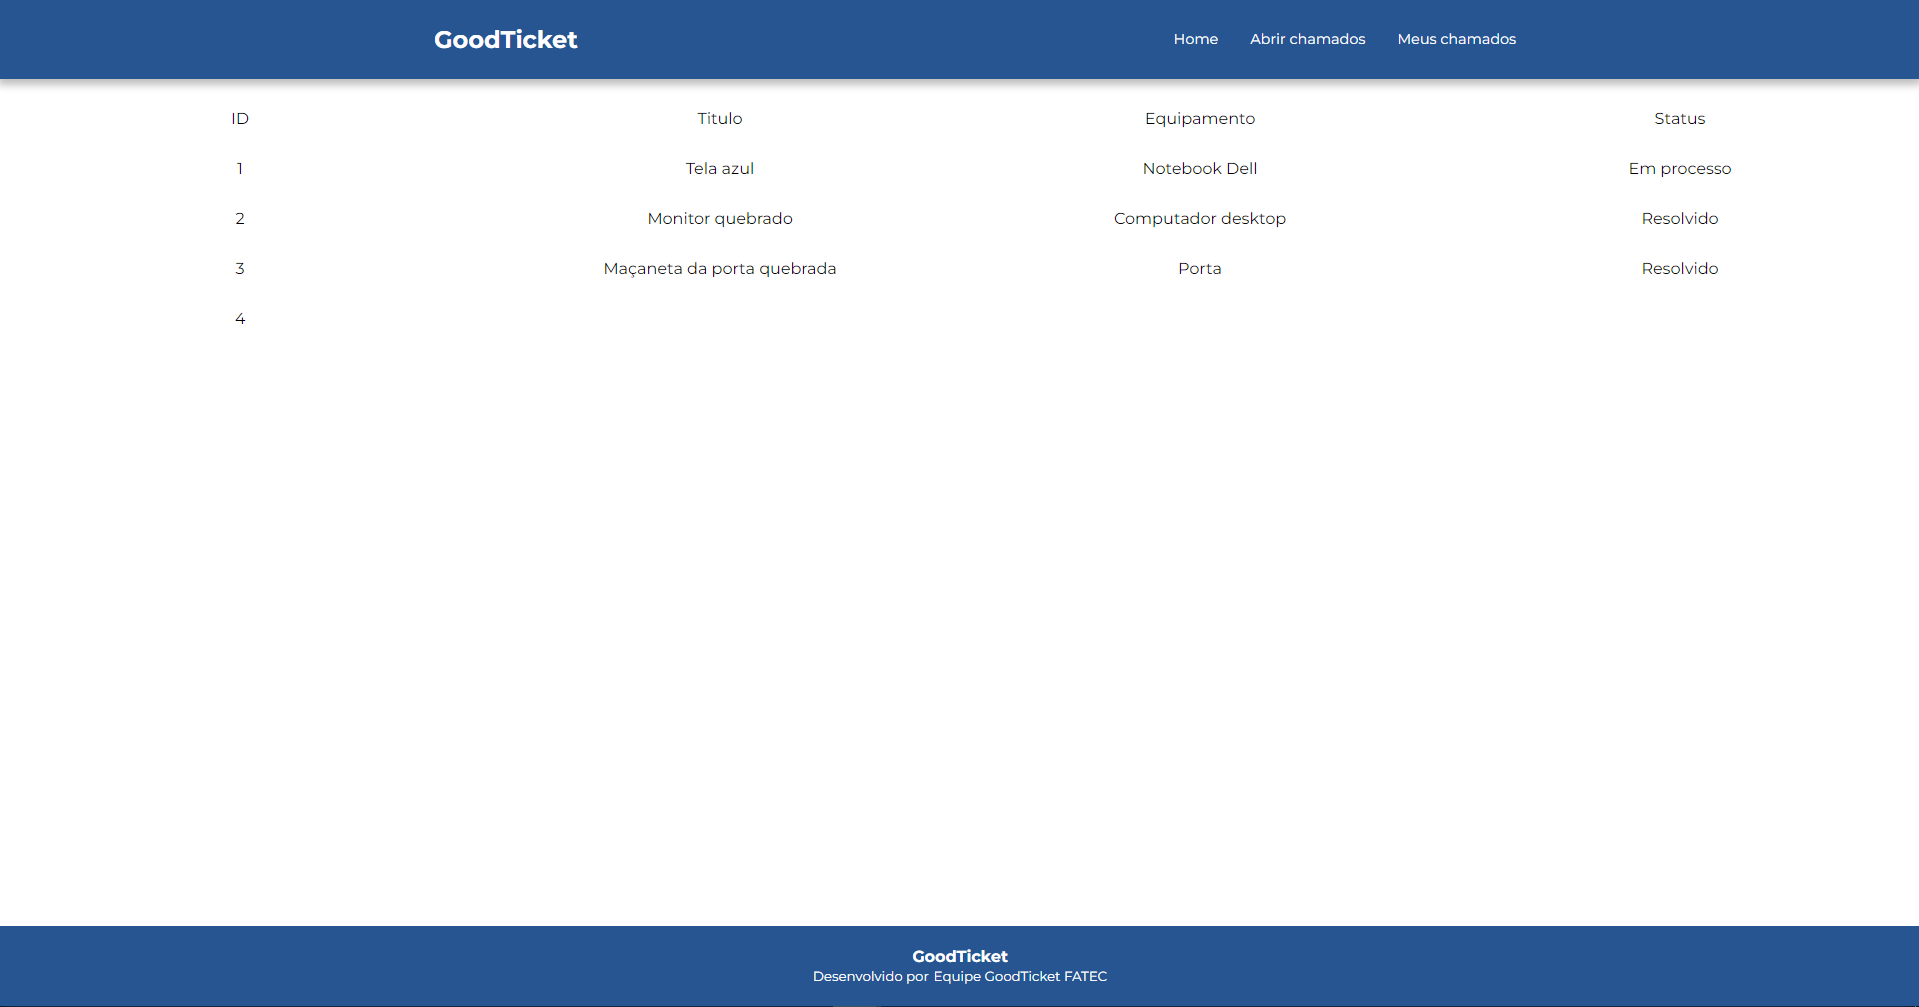 GoodTicket Home Abrir chamados Meus chamados
ID Titulo Equipamento Status
1 Tela azul Notebook Dell Em processo
2 Monitor quebrado Computador desktop Resolvido
3 Maçaneta da porta quebrada Porta Resolvido
4
GoodTicket
Desenvolvido por Equipe GoodTicket FATEC